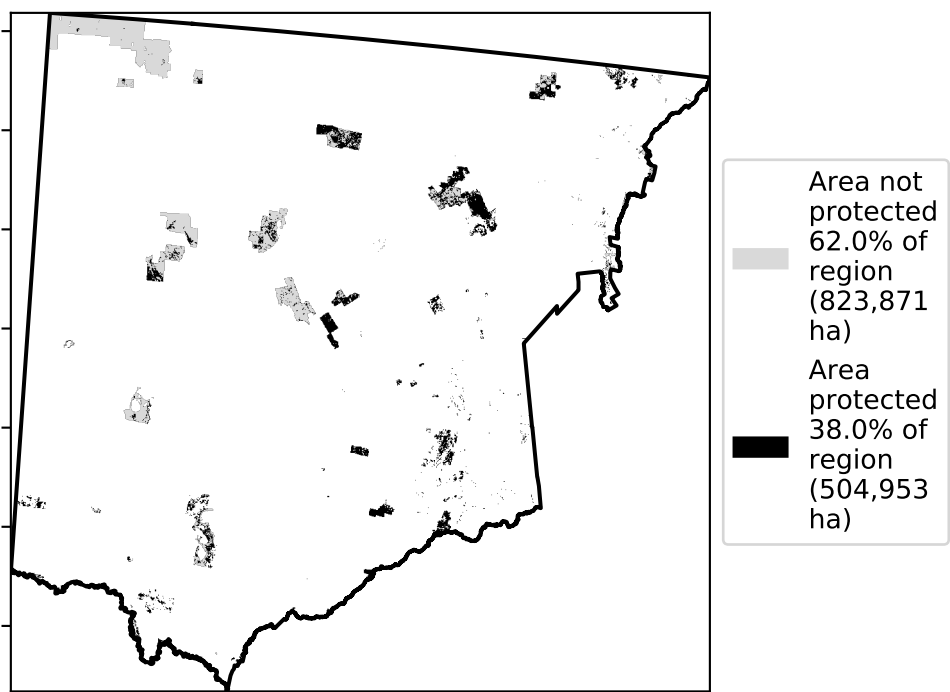 Area not
protected
62.0% of
region
(823,871
ha)
Area
protected
38.0% of
region
(504,953
ha)